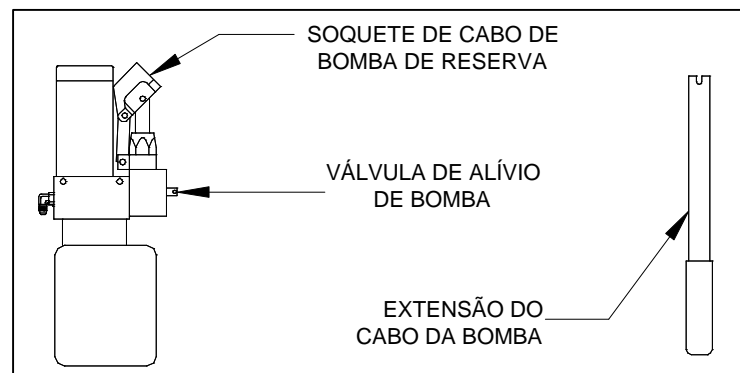 SOQUETE DE CABO DE
BOMBA DE RESERVA
VÁLVULA DE ALÍVIO
DE BOMBA
EXTENSÃO DO
CABO DA BOMBA